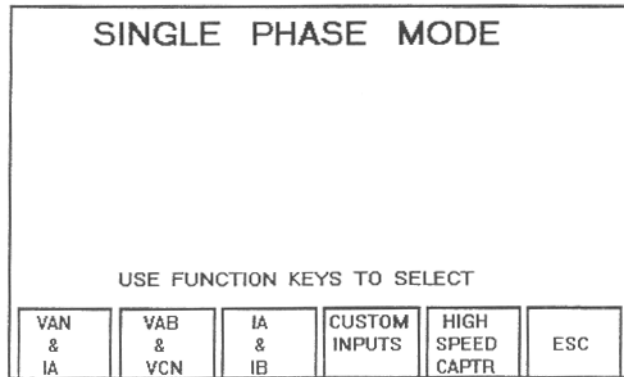 SINGLE PHASE MODE
USE FUNCTION KEYS TO SELECT
VAN
&
IA
VAB
&
VCN
IA
&
IB
CUSTOM
INPUTS
HIGH
SPEED
CAPTR
ESC